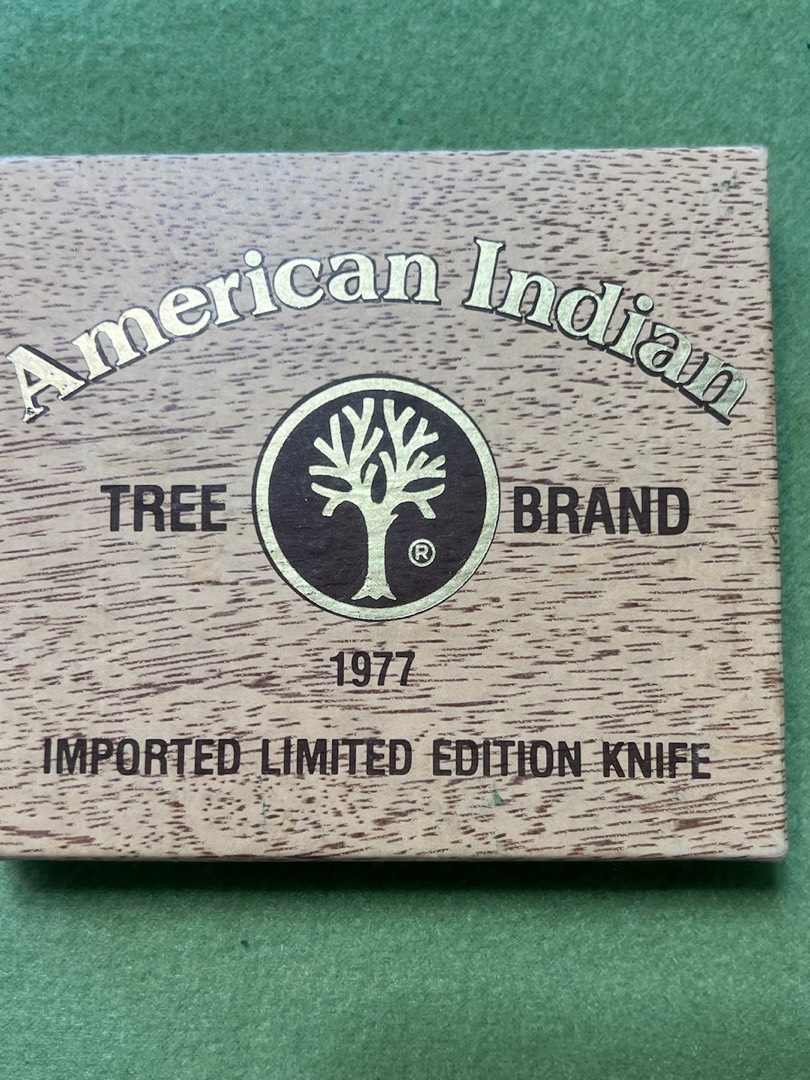 American Indian
TREE BRAND
®
1977
IMPORTED LIMITED EDITION KNIFE